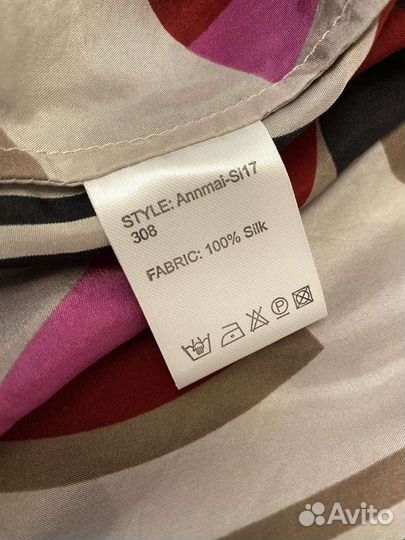 STYLE: Annmai-Si17
308
FABRIC: 100% Silk
Avito